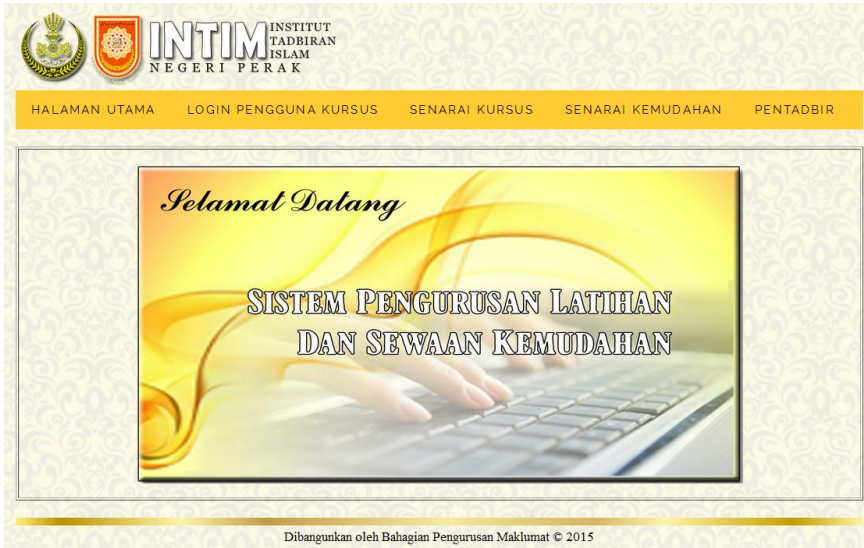 INTIM
INSTITUT
TADBIRAN
ISLAM
NEGERI PERAK
HALAMAN UTAMA LOGIN PENGGUNA KURSUS SENARAI KURSUS SENARAI KEMUDAHAN PENTADBIR
Selamat Datang
SISTEM PENGURUSAN LATIHAN
DAN SEWAAN KEMUDAHAN
Dibangunkan oleh Bahagian Pengurusan Maklumat © 2015